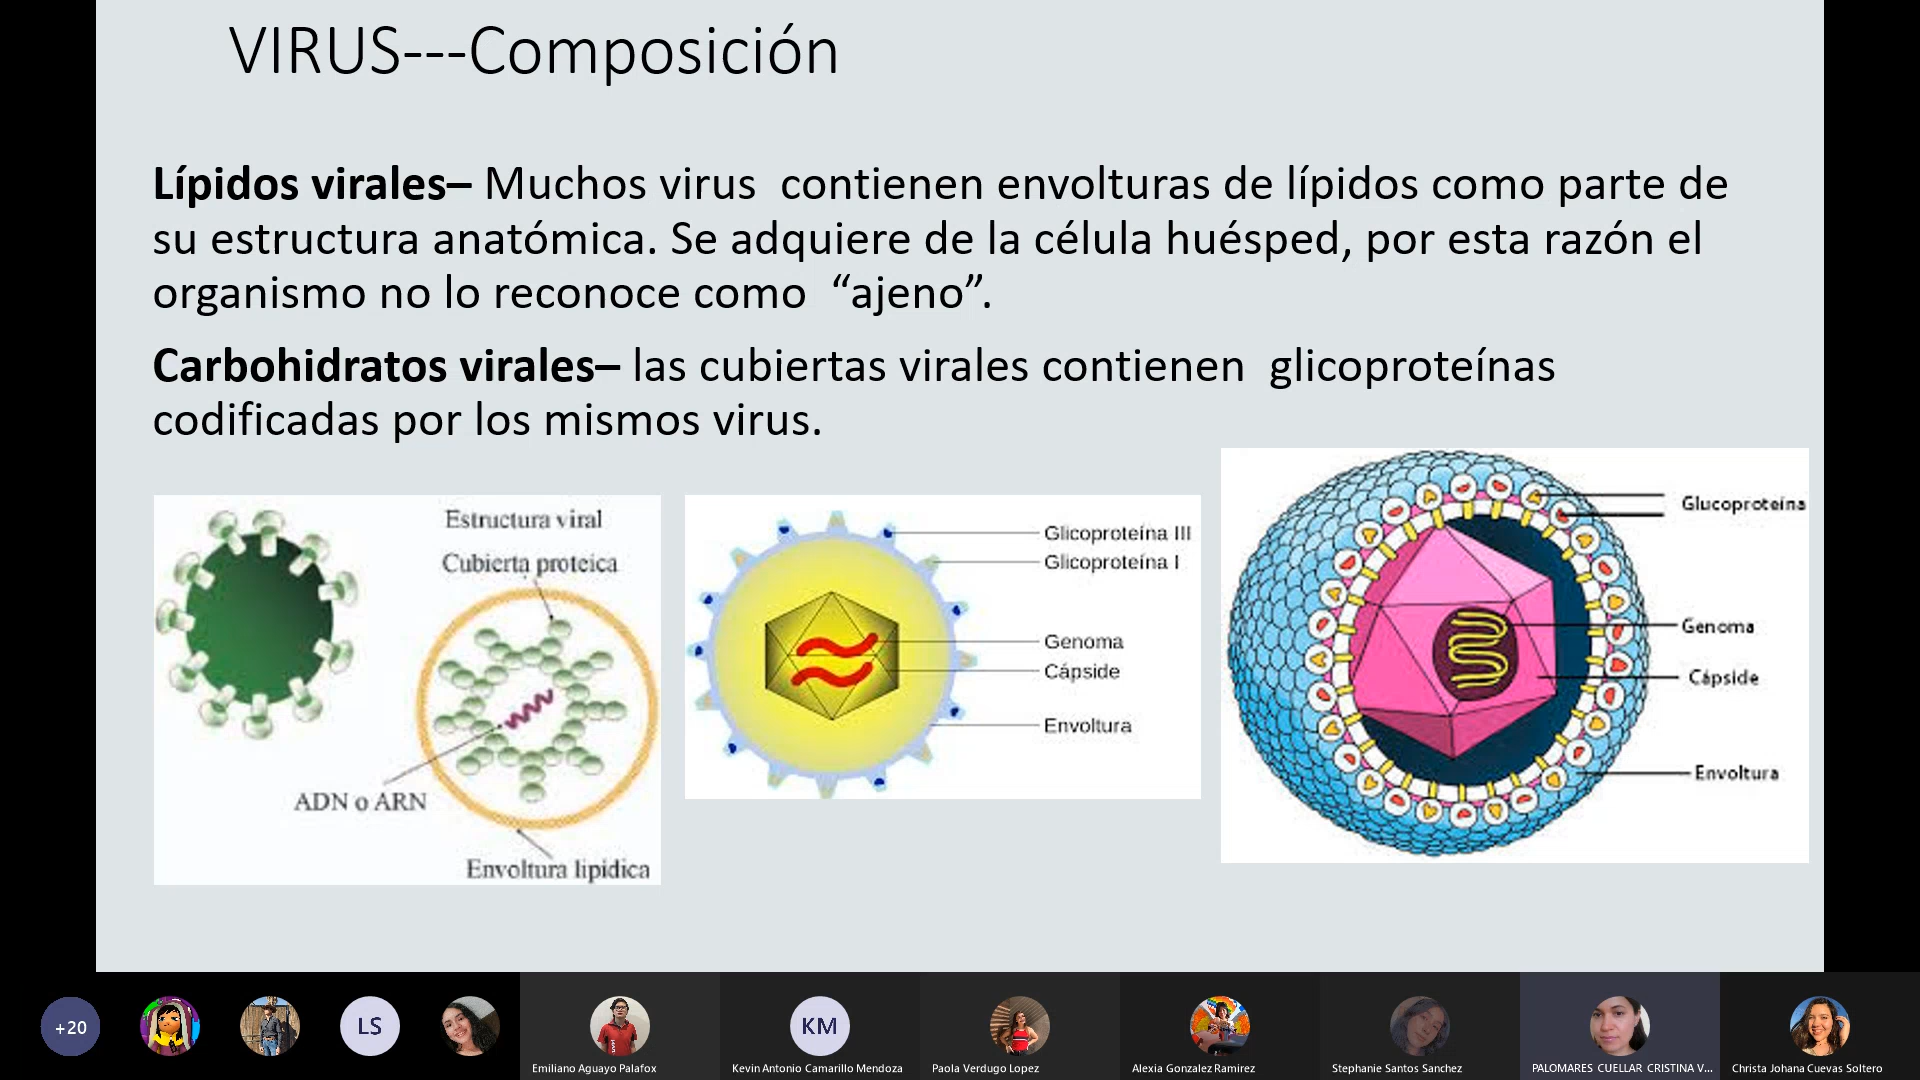 VIRUS---Composición
Lípidos virales– Muchos virus contienen envolturas de lípidos como parte de
su estructura anatómica. Se adquiere de la célula huésped, por esta razón el
organismo no lo reconoce como “ajeno”.
Carbohidratos virales– las cubiertas virales contienen glicoproteínas
codificadas por los mismos virus.
Estructura viral
Cubierta proteica
ADN o ARN
Envoltura lipídica
Glicoproteína III
Glicoproteína I
Genoma
Cápside
Envoltura
Glucoproteína
Genoma
Cápside
Envoltura
+20
LS
KM
Emiliano Aguayo Palafox
Kevin Antonio Camarillo Mendoza
Paola Verdugo Lopez
Alexia Gonzalez Ramirez
Stephanie Santos Sanchez
PALOMARES CUELLAR CRISTINA V...
Christa Johana Cuevas Soltero